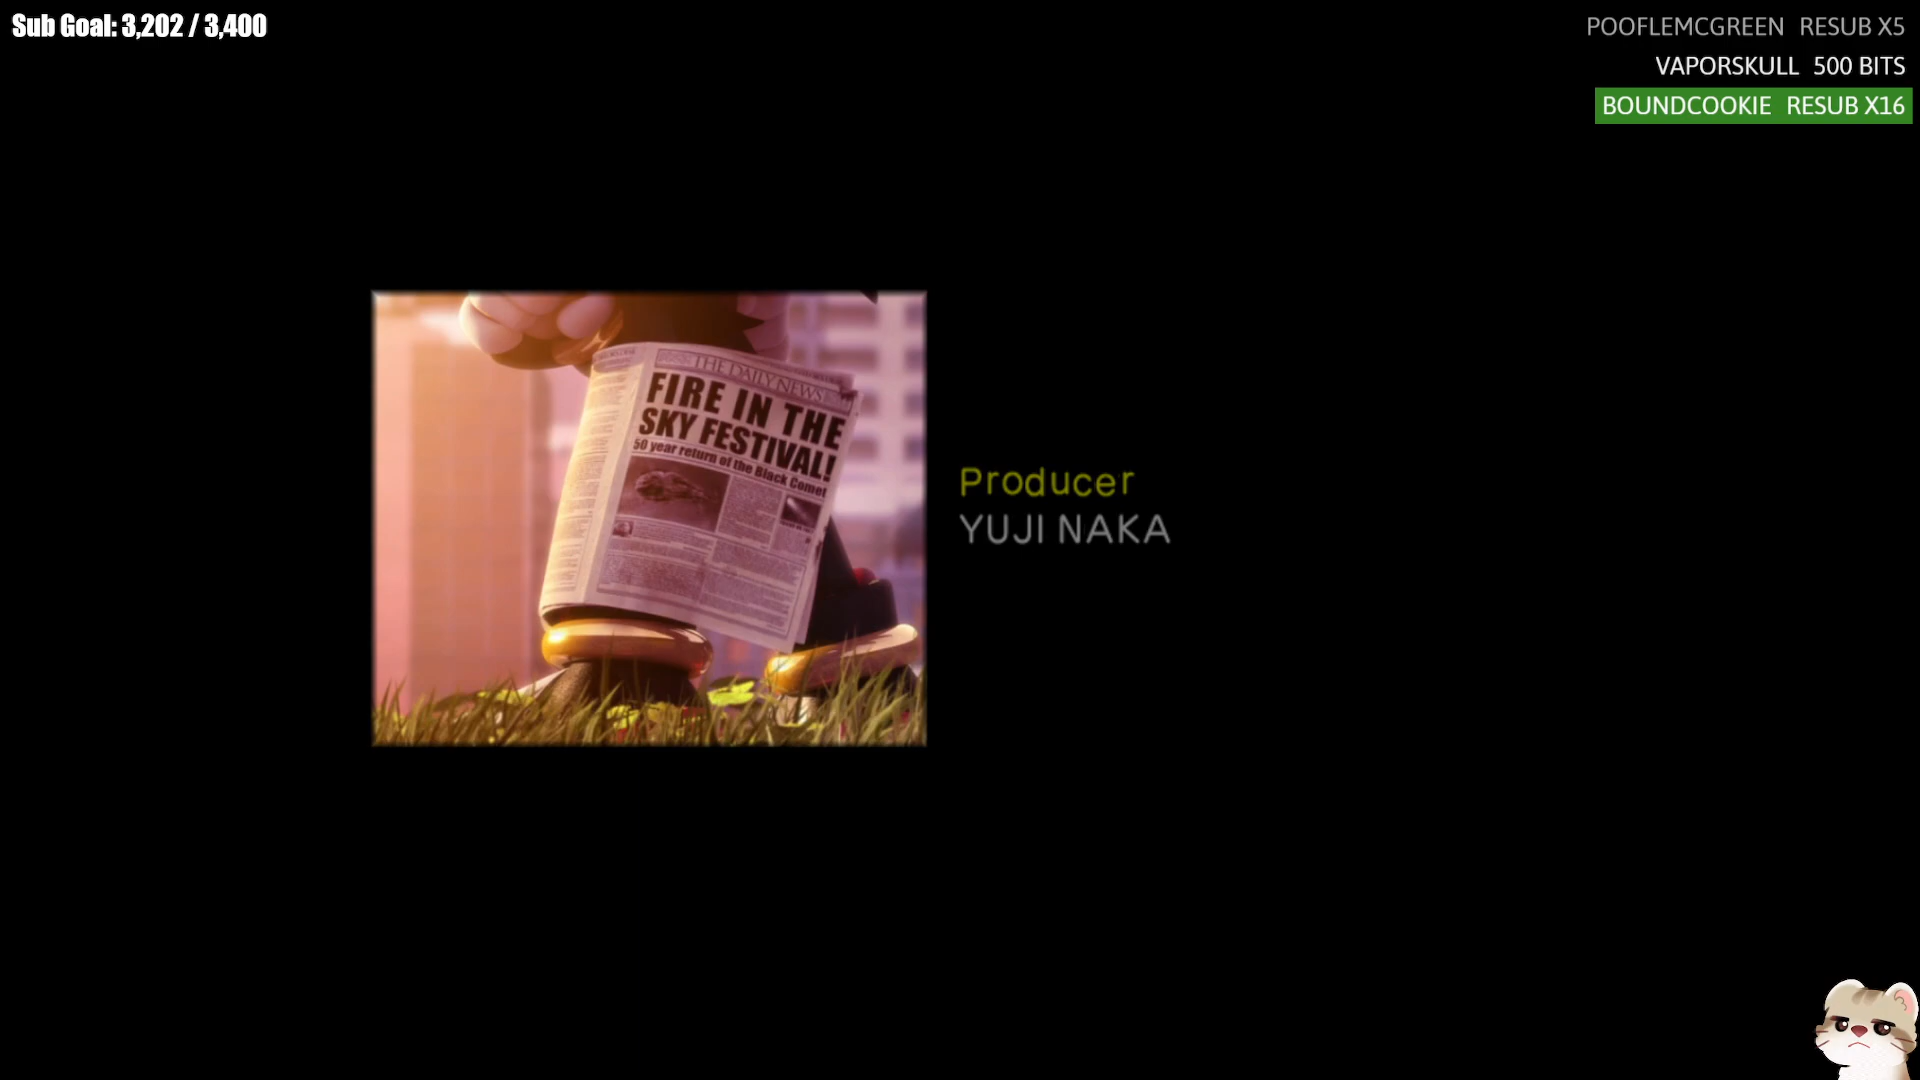 Sub Goal: 3,202 / 3,400
POOFLEMCGREEN RESUB X5
VAPORSKULL 500 BITS
BOUNDCOOKIE RESUB X16
THE DAILY NEWS
FIRE IN THE
SKY FESTIVAL!
50 year return of the Black Comet
Producer
YUJI NAKA